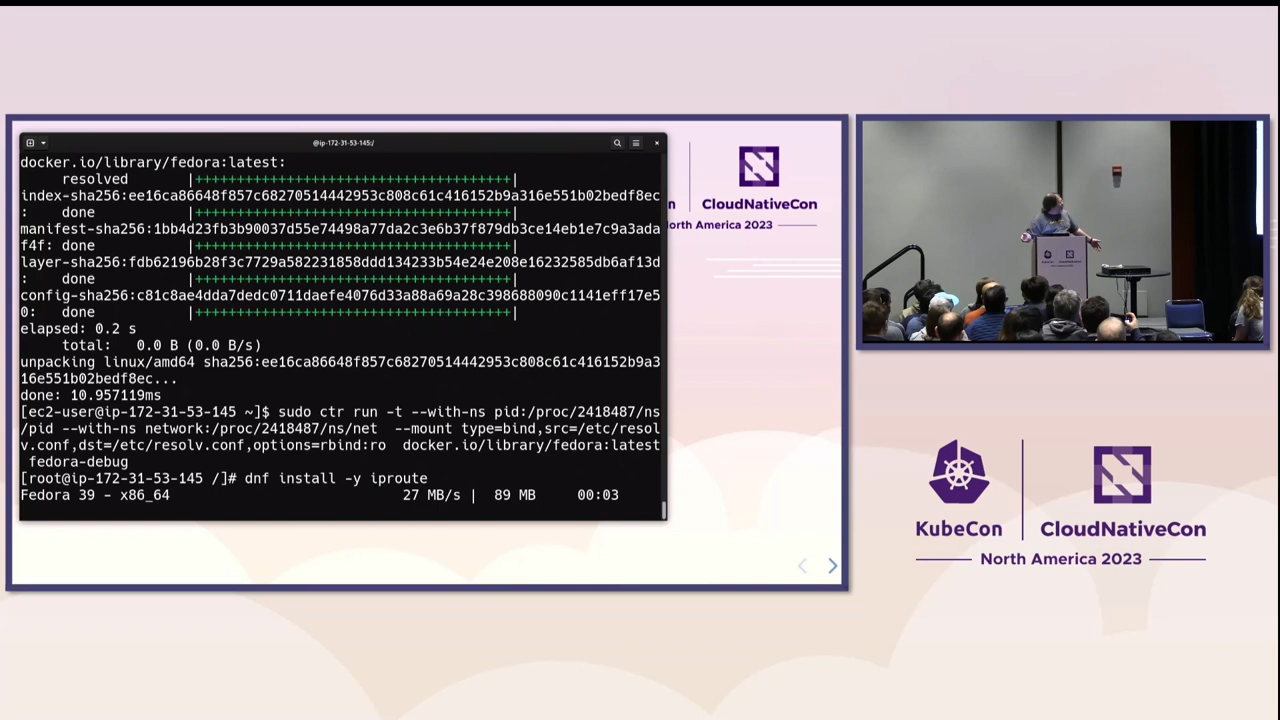 @ip-172-31-53-145:/
docker.io/library/fedora:latest:
resolved |++++++++++++++++++++++++++++++++++++++|
index-sha256:ee16ca86648f857c68270514442953c808c61c416152b9a316e551b02bedf8ec
: done |++++++++++++++++++++++++++++++++++++++|
manifest-sha256:1bb4d23fb3b90037d55e74498a77da2c3e6b37f879db3ce14eb1e7c9a3ada
f4f: done |++++++++++++++++++++++++++++++++++++++|
layer-sha256:fdb62196b28f3c7729a582231858ddd134233b54e24e208e16232585db6af13d
: done |++++++++++++++++++++++++++++++++++++++|
config-sha256:c81c8ae4dda7dedc0711daefe4076d33a88a69a28c398688090c1141eff17e5
0: done |++++++++++++++++++++++++++++++++++++++|
elapsed: 0.2 s
total: 0.0 B (0.0 B/s)
unpacking linux/amd64 sha256:ee16ca86648f857c68270514442953c808c61c416152b9a3
16e551b02bedf8ec...
done: 10.957119ms
[ec2-user@ip-172-31-53-145 ~]$ sudo ctr run -t --with-ns pid:/proc/2418487/ns
/pid --with-ns network:/proc/2418487/ns/net --mount type=bind,src=/etc/resol
v.conf,dst=/etc/resolv.conf,options=rbind:ro docker.io/library/fedora:latest
fedora-debug
[root@ip-172-31-53-145 /]# dnf install -y iproute
Fedora 39 - x86_64 27 MB/s | 89 MB 00:03
n
CloudNativeCon
orth America 2023
KubeCon
CloudNativeCon
North America 2023